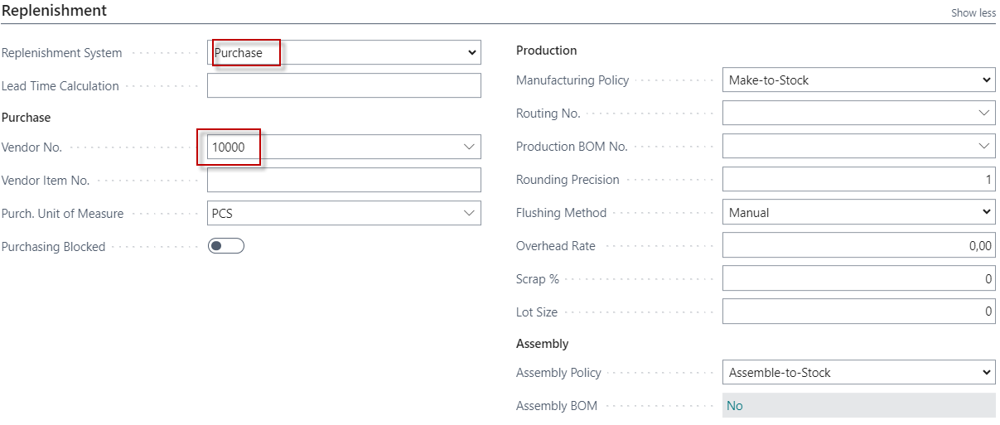 Replenishment
Show less
Replenishment System Purchase
Lead Time Calculation
Purchase
Vendor No. 10000
Vendor Item No.
Purch. Unit of Measure PCS
Purchasing Blocked
Production
Manufacturing Policy Make-to-Stock
Routing No.
Production BOM No.
Rounding Precision 1
Flushing Method Manual
Overhead Rate 0,00
Scrap % 0
Lot Size 0
Assembly
Assembly Policy Assemble-to-Stock
Assembly BOM No